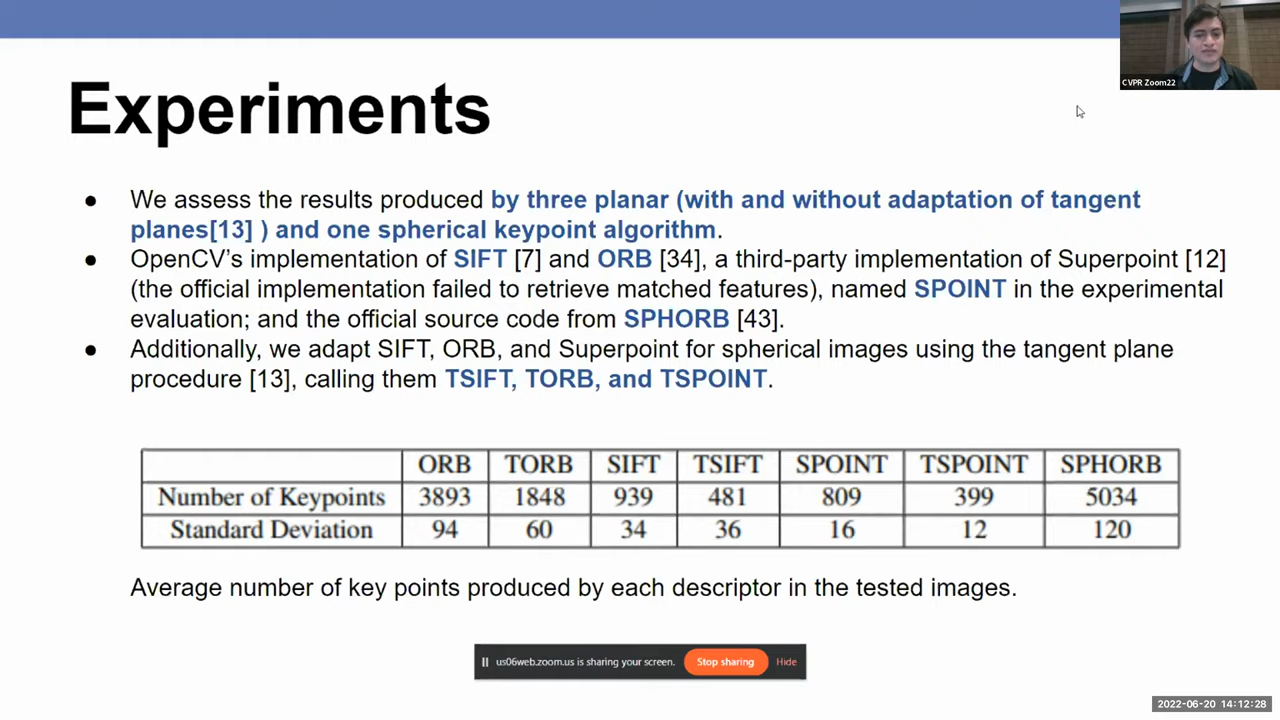 CVPR Zoom22
Experiments
● We assess the results produced by three planar (with and without adaptation of tangent
planes[13] ) and one spherical keypoint algorithm.
● OpenCV's implementation of SIFT [7] and ORB [34], a third-party implementation of Superpoint [12]
(the official implementation failed to retrieve matched features), named SPOINT in the experimental
evaluation; and the official source code from SPHORB [43].
● Additionally, we adapt SIFT, ORB, and Superpoint for spherical images using the tangent plane
procedure [13], calling them TSIFT, TORB, and TSPOINT.
ORB TORB SIFT TSIFT SPOINT TSPOINT SPHORB
Number of Keypoints 3893 1848 939 481 809 399 5034
Standard Deviation 94 60 34 36 16 12 120
Average number of key points produced by each descriptor in the tested images.
us06web.zoom.us is sharing your screen. Stop sharing Hide
2022-06-20 14:12:28